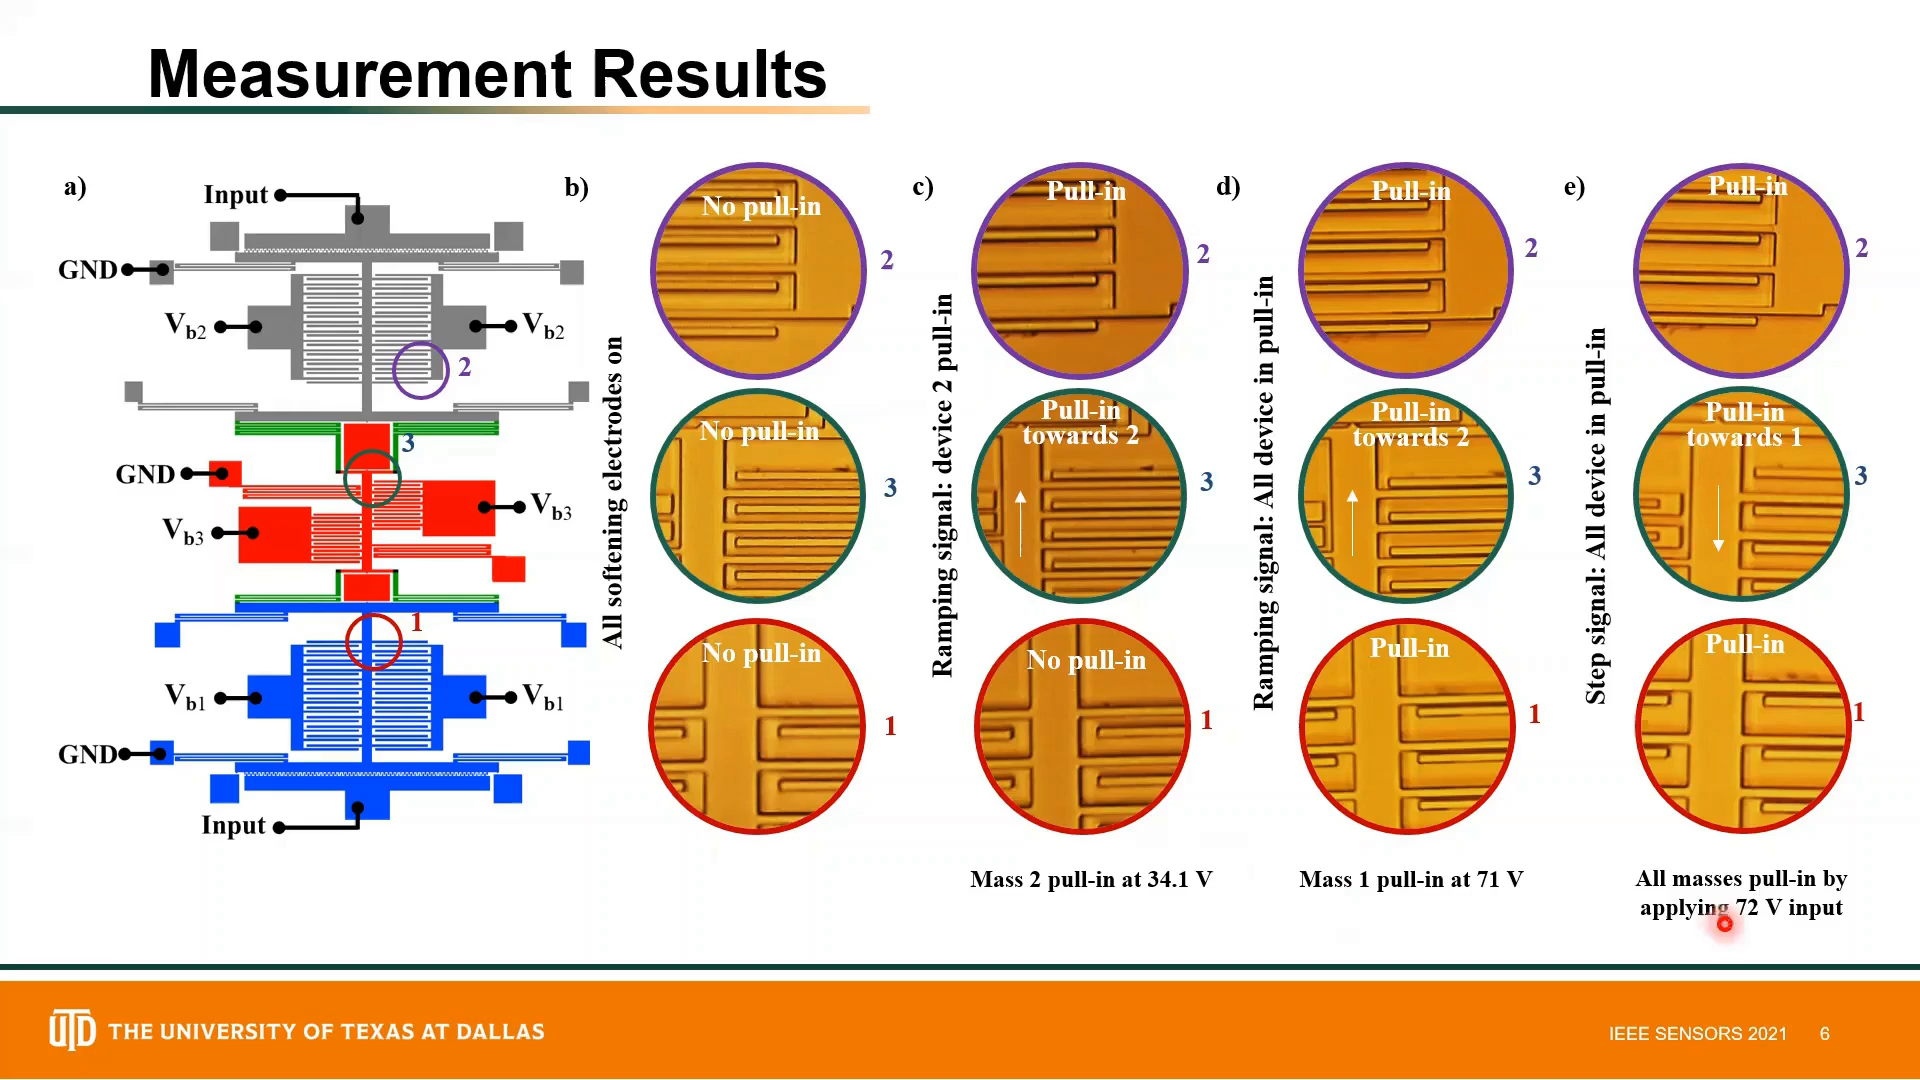 Measurement Results
a)
Input
GND
Vb2
Vb2
2
3
GND
Vb3
Vb3
1
Vb1
Vb1
GND
Input
b)
All softening electrodes on
No pull-in
2
No pull-in
3
No pull-in
1
c)
Ramping signal: device 2 pull-in
Pull-in
2
Pull-in
towards 2
3
No pull-in
1
Mass 2 pull-in at 34.1 V
d)
Ramping signal: All device in pull-in
Pull-in
2
Pull-in
towards 2
3
Pull-in
1
Mass 1 pull-in at 71 V
e)
Step signal: All device in pull-in
Pull-in
2
Pull-in
towards 1
3
Pull-in
1
All masses pull-in by
applying 72 V input
UTD THE UNIVERSITY OF TEXAS AT DALLAS
IEEE SENSORS 2021 6